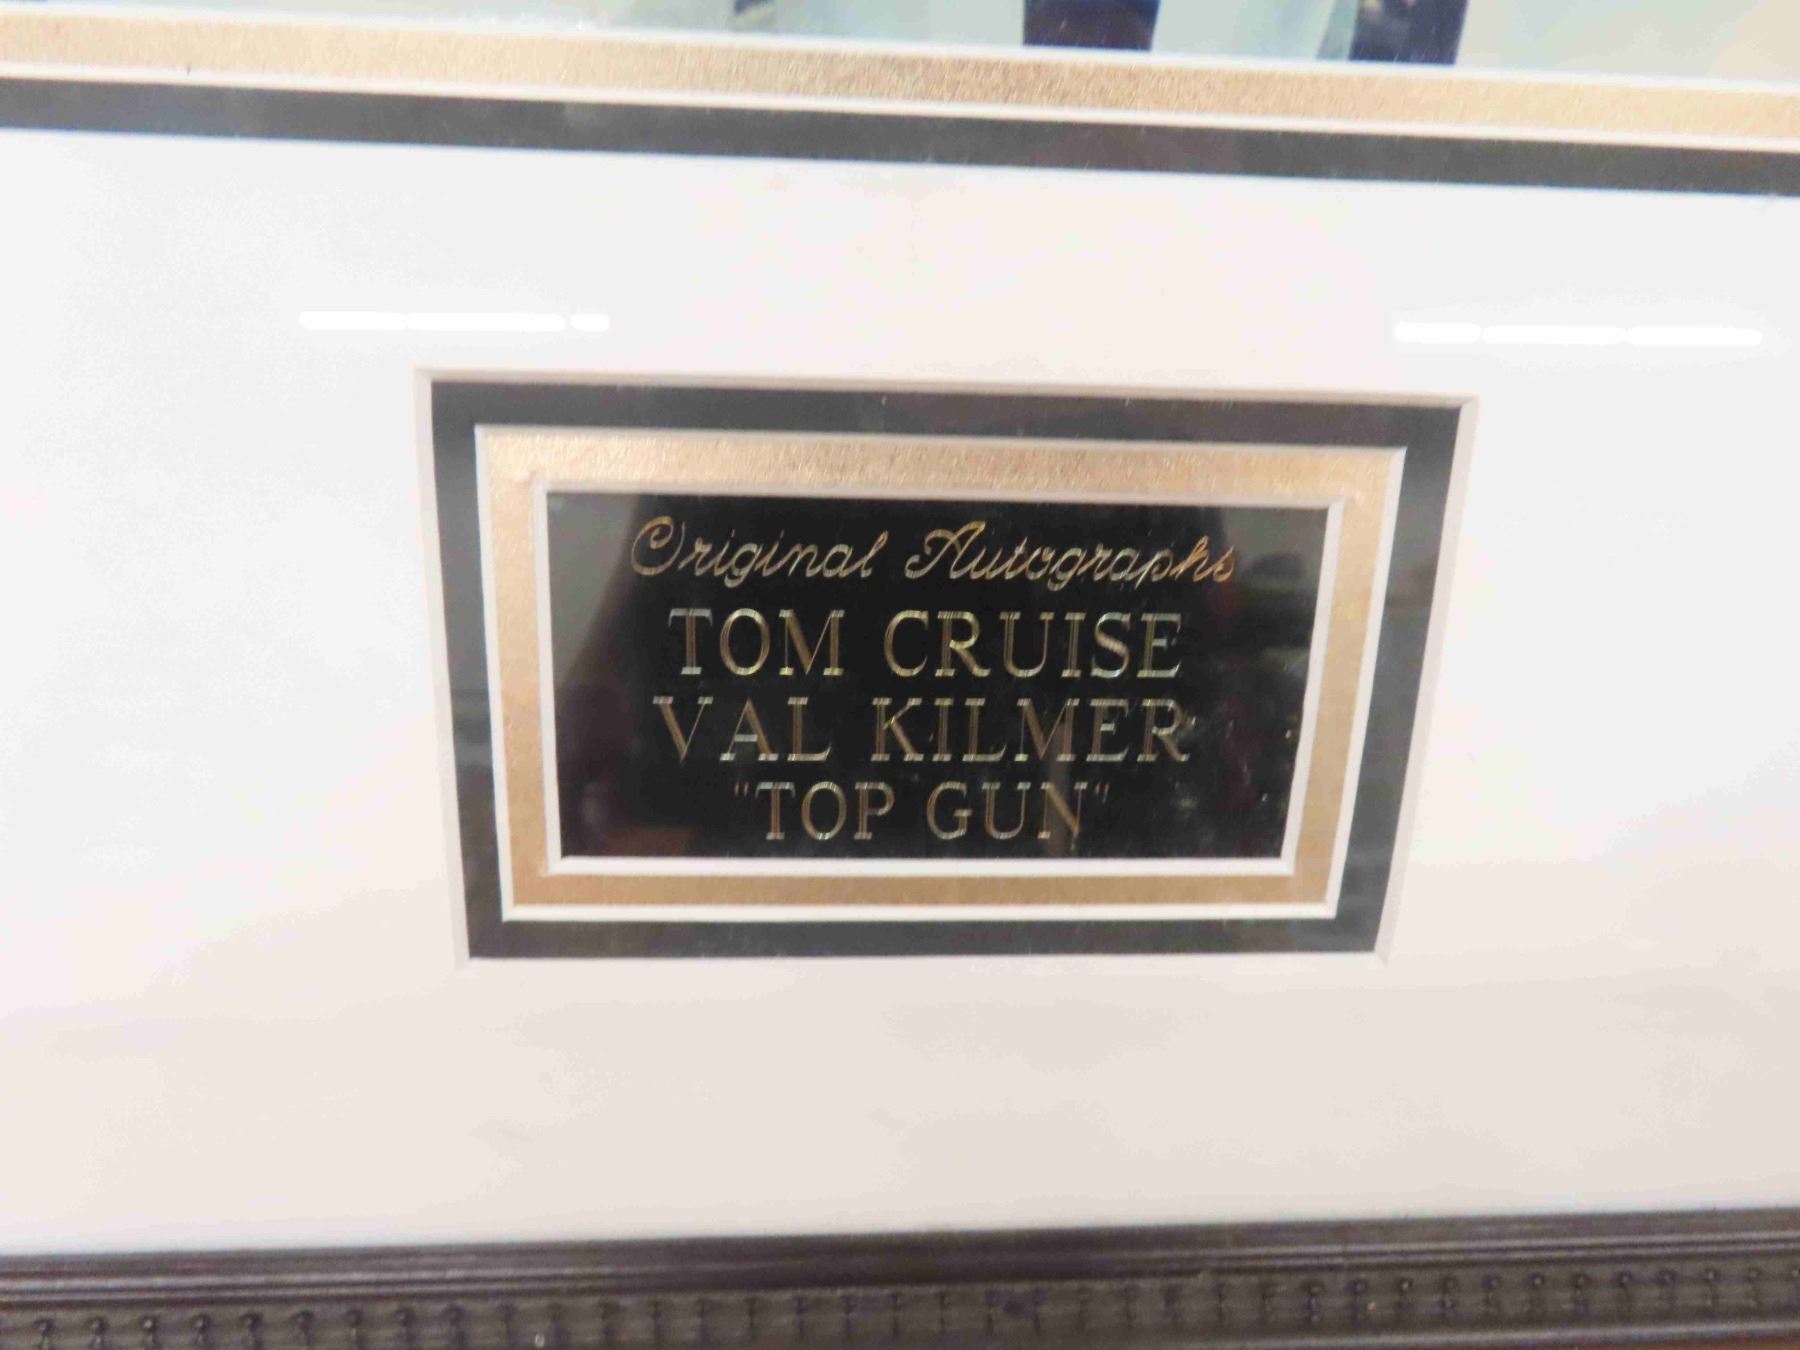 Original Autographs
TOM CRUISE
VAL KILMER
"TOP GUN"